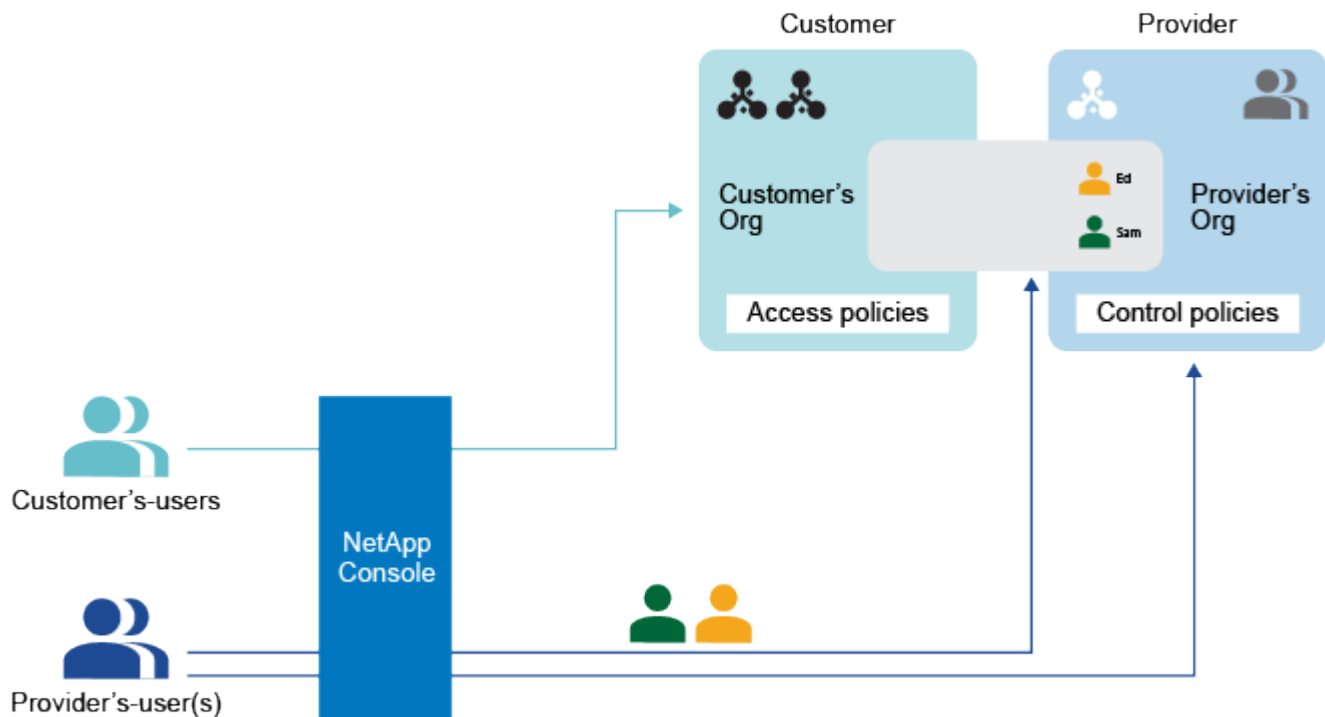 Customer
Provider
Customer's
Org
Ed
Sam
Provider's
Org
Access policies
Control policies
Customer's-users
NetApp
Console
Provider's-user(s)